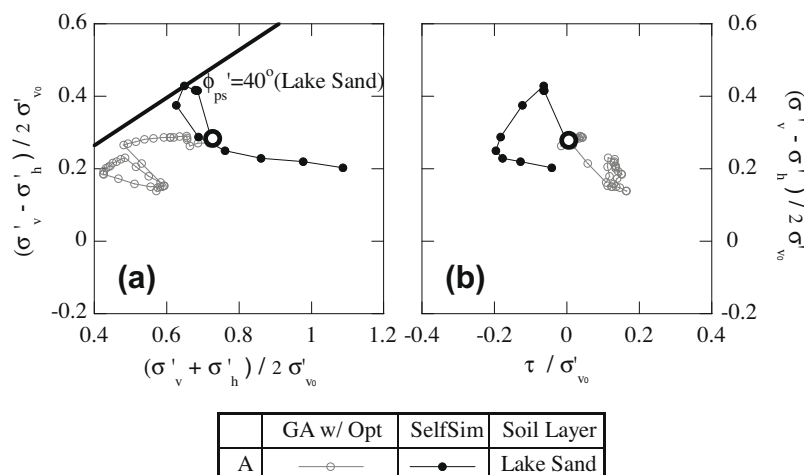 0.6
0.4
0.2
0
-0.2
(σ'v - σ'h) / 2 σ'v0
ϕps'=40°(Lake Sand)
(a)
0.4 0.6 0.8 1 1.2
(σ'v + σ'h) / 2 σ'v0
(b)
-0.4 -0.2 0 0.2 0.4
τ / σ'v0
0.6
0.4
0.2
0
-0.2
(σ'v - σ'h) / 2 σ'v0
GA w/ Opt SelfSim Soil Layer
A Lake Sand